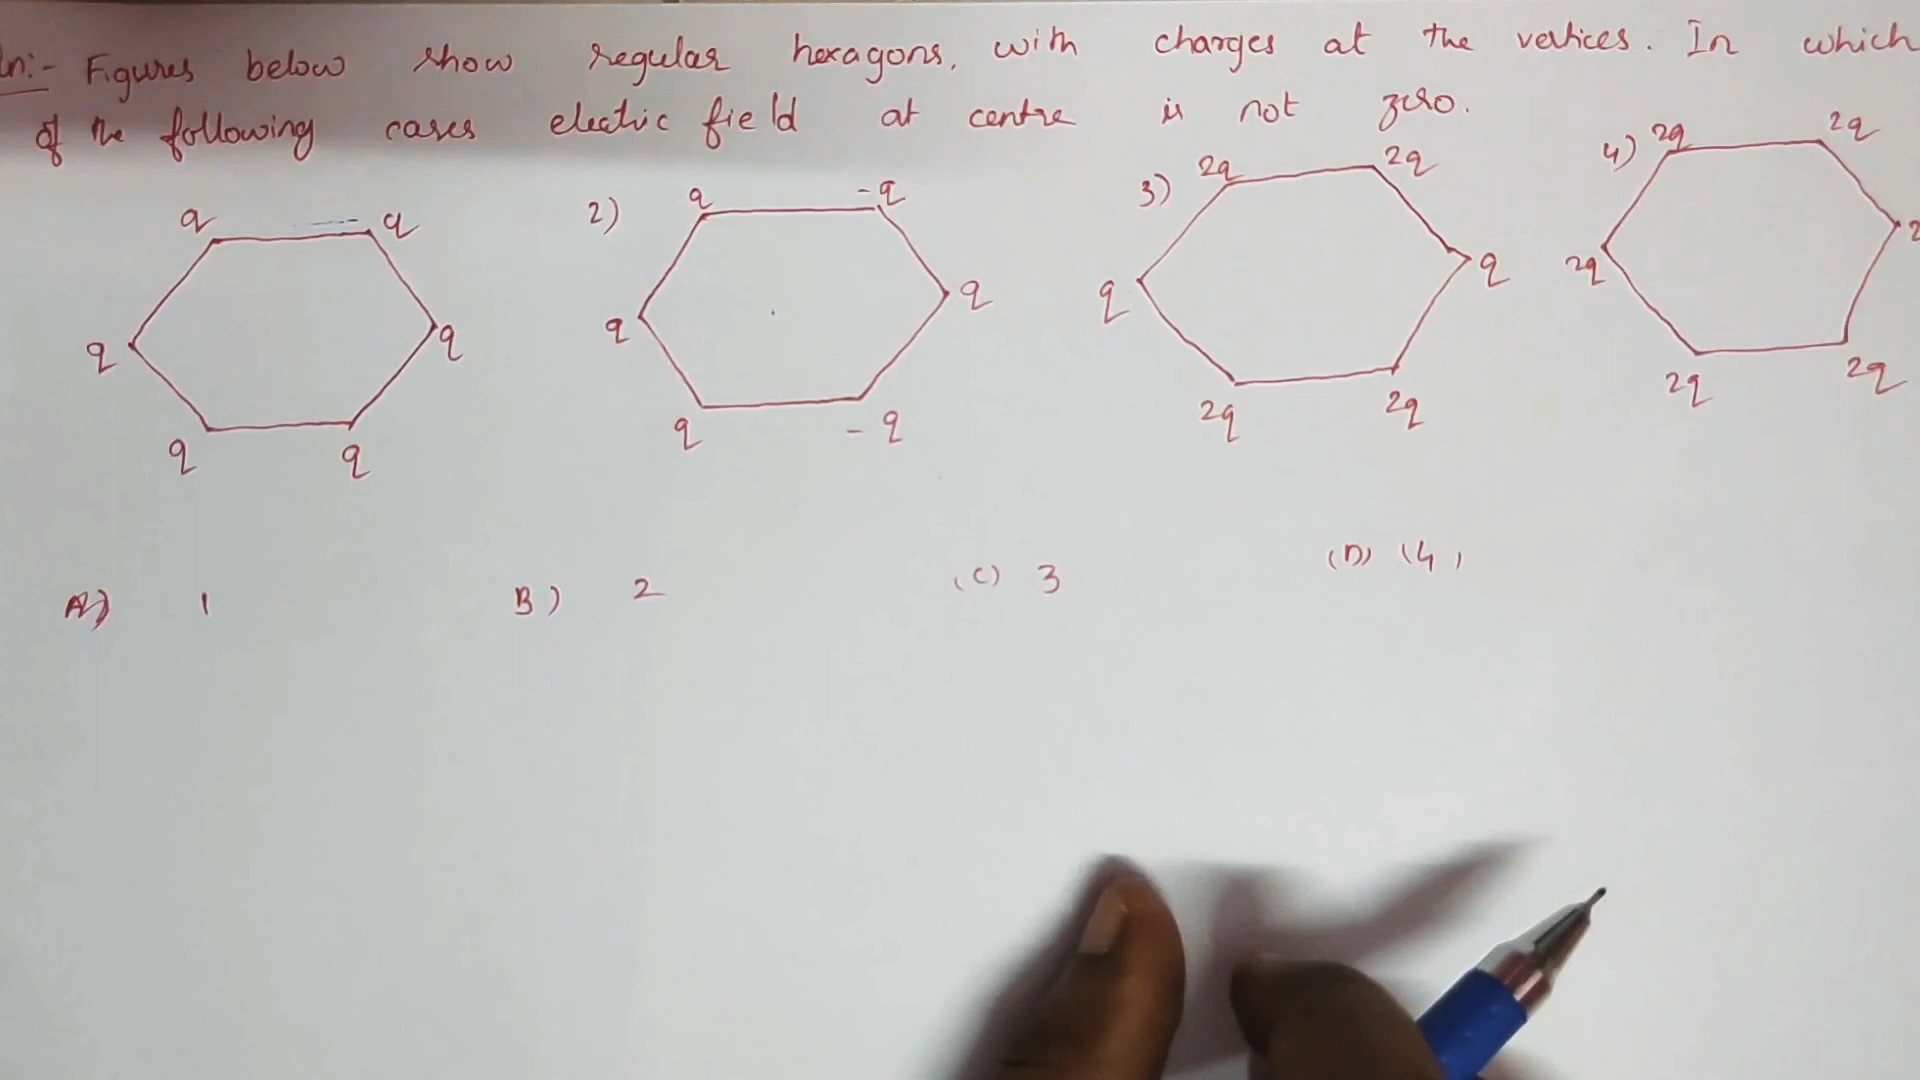 Qn:- Figures below show regular hexagons, with charges at the vertices. In which
of the following cases electric field at centre is not zero.
4) 2q 2q
3) 2q 2q
2) q -q
q q
2
2q
q q
q q
q q
q q
2q 2q
2q 2q
q -q
q q
A) 1 B) 2 (C) 3 (D) (4)